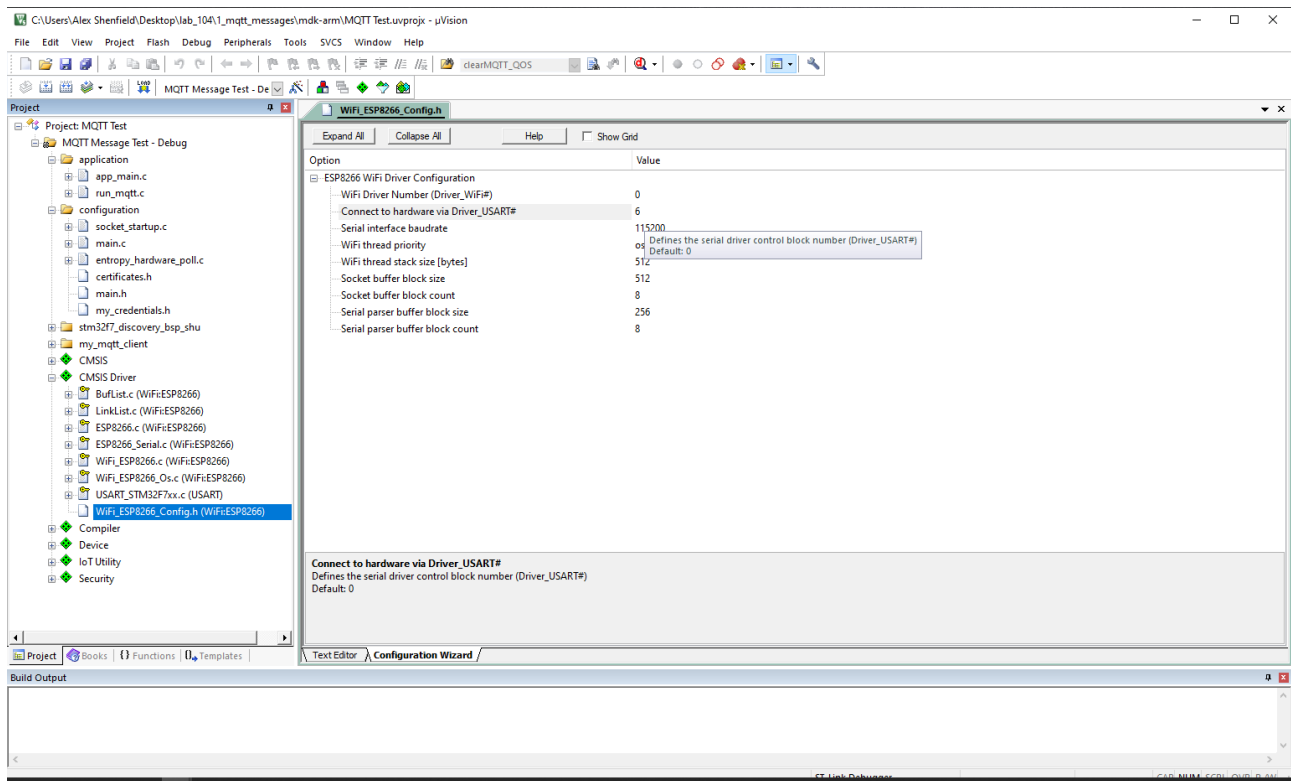 C:\Users\Alex Shenfield\Desktop\lab_104\1_mqtt_messages\mdk-arm\MQTT Test.uvprojx - µVision
File Edit View Project Flash Debug Peripherals Tools SVCS Window Help
clearMQTT_QOS
LOAD MQTT Message Test - De
Project
WiFi_ESP8266_Config.h
Project: MQTT Test
MQTT Message Test - Debug
application
app_main.c
run_mqtt.c
configuration
socket_startup.c
main.c
entropy_hardware_poll.c
certificates.h
main.h
my_credentials.h
stm32f7_discovery_bsp_shu
my_mqtt_client
CMSIS
CMSIS Driver
BufList.c (WiFi:ESP8266)
LinkList.c (WiFi:ESP8266)
ESP8266.c (WiFi:ESP8266)
ESP8266_Serial.c (WiFi:ESP8266)
WiFi_ESP8266.c (WiFi:ESP8266)
WiFi_ESP8266_Os.c (WiFi:ESP8266)
USART_STM32F7xx.c (USART)
WiFi_ESP8266_Config.h (WiFi:ESP8266)
Compiler
Device
IoT Utility
Security
Project Books {} Functions Templates
Expand All Collapse All Help Show Grid
Option Value
ESP8266 WiFi Driver Configuration
WiFi Driver Number (Driver_WiFi#) 0
Connect to hardware via Driver_USART# 6
Serial interface baudrate 115200
WiFi thread priority os
WiFi thread stack size [bytes] 512
Socket buffer block size 512
Socket buffer block count 8
Serial parser buffer block size 256
Serial parser buffer block count 8
Defines the serial driver control block number (Driver_USART#)
Default: 0
Connect to hardware via Driver_USART#
Defines the serial driver control block number (Driver_USART#)
Default: 0
Text Editor Configuration Wizard
Build Output
ST-Link Debugger CAP NUM SCRL OVR R/W